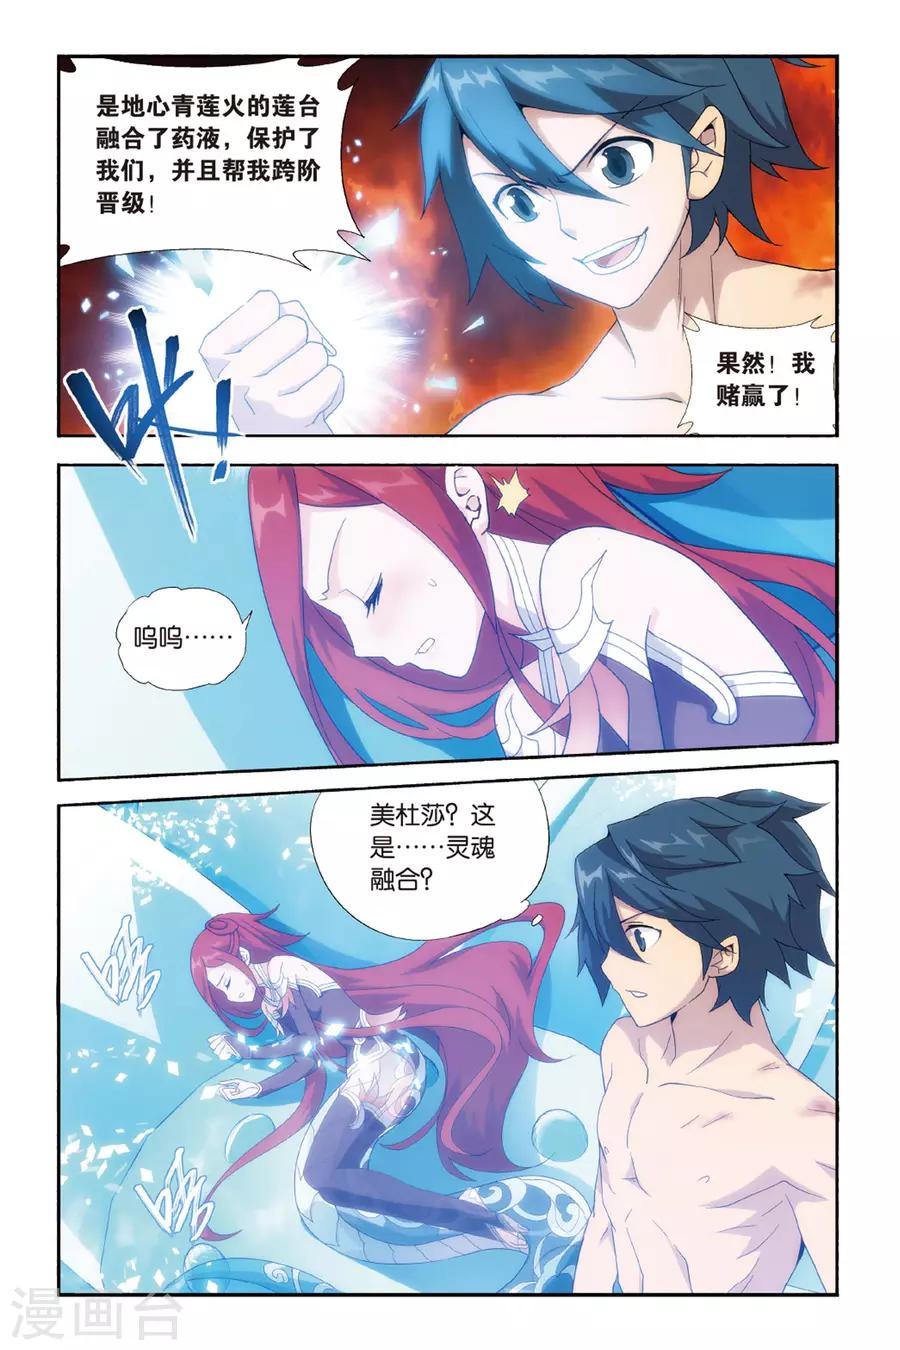 是地心青莲火的莲台
融合了药液，保护了
我们，并且帮我跨阶
晋级！
果然！我
赌赢了！
咔！
呜呜……
美杜莎？这
是……灵魂
融合？
漫画台